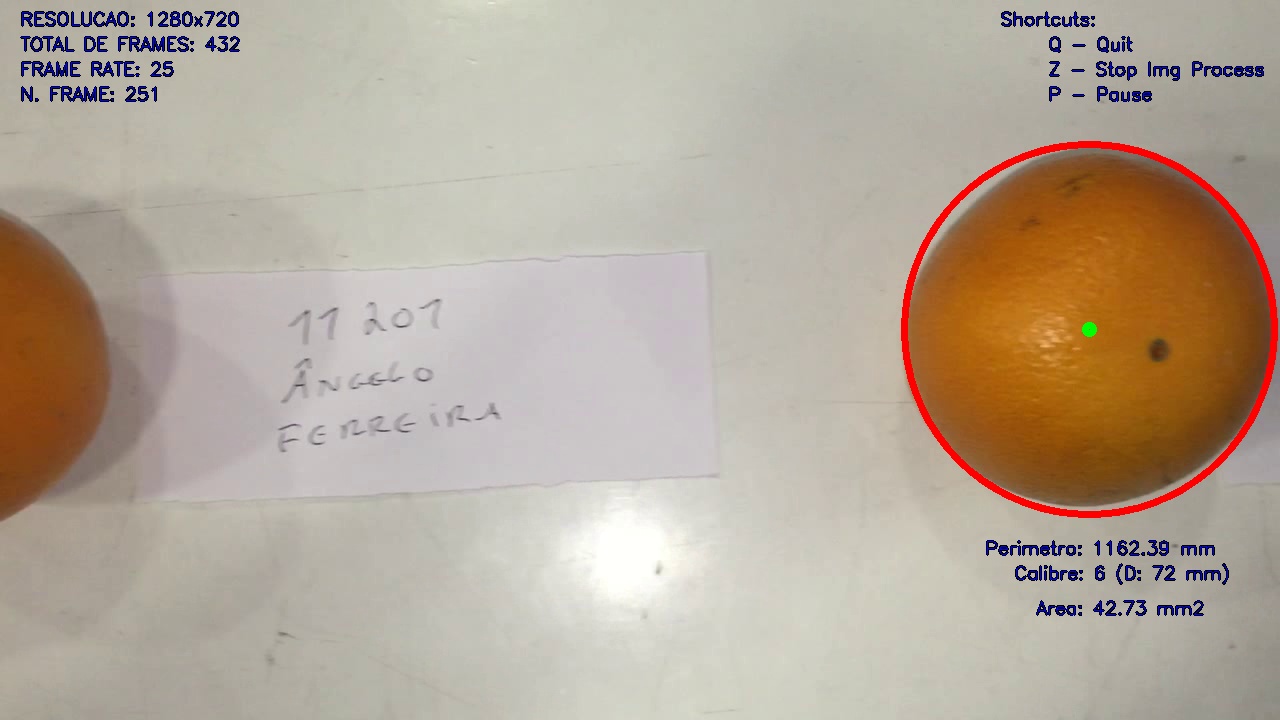 RESOLUCAO: 1280x720
TOTAL DE FRAMES: 432
FRAME RATE: 25
N. FRAME: 251
Shortcuts:
Q - Quit
Z - Stop Img Process
P - Pause
11 201
ÂNGELO
FERREIRA
Perimetro: 1162.39 mm
Calibre: 6 (D: 72 mm)
Area: 42.73 mm2